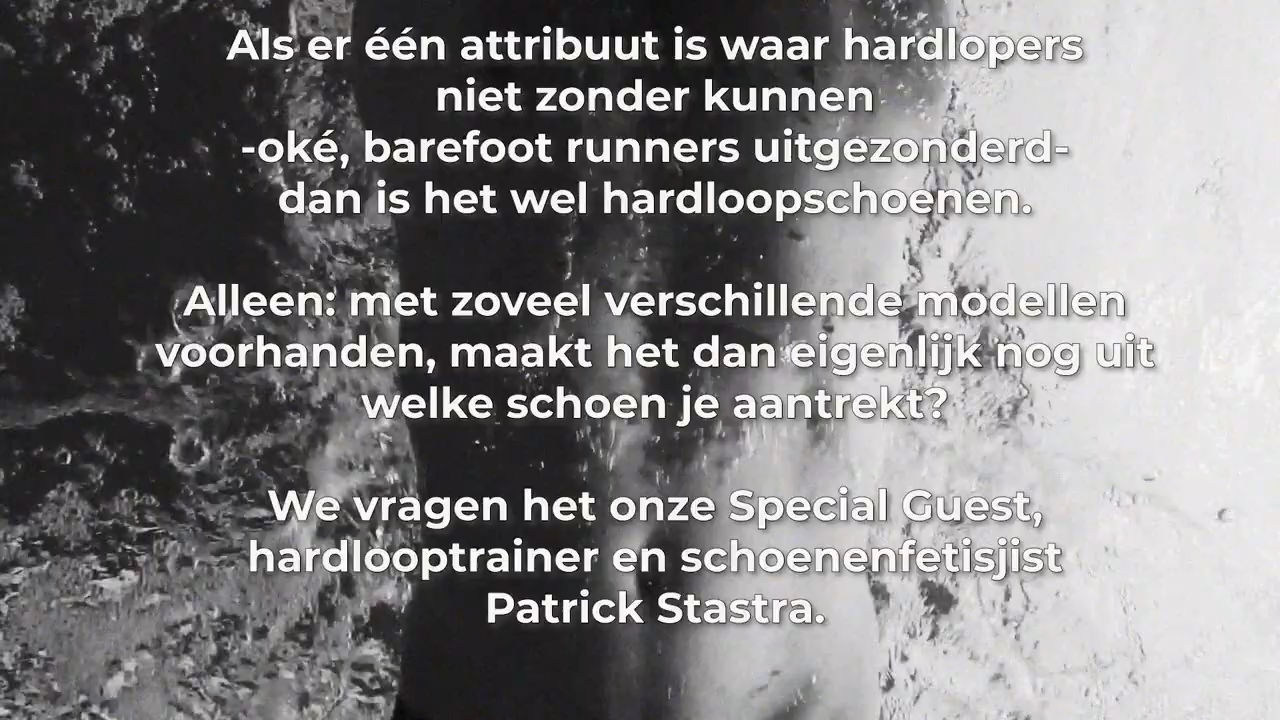 Als er één attribuut is waar hardlopers
niet zonder kunnen
-oké, barefoot runners uitgezonderd-
dan is het wel hardloopschoenen.
Alleen: met zoveel verschillende modellen
voorhanden, maakt het dan eigenlijk nog uit
welke schoen je aantrekt?
We vragen het onze Special Guest,
hardlooptrainer en schoenenfetisjist
Patrick Stastra.